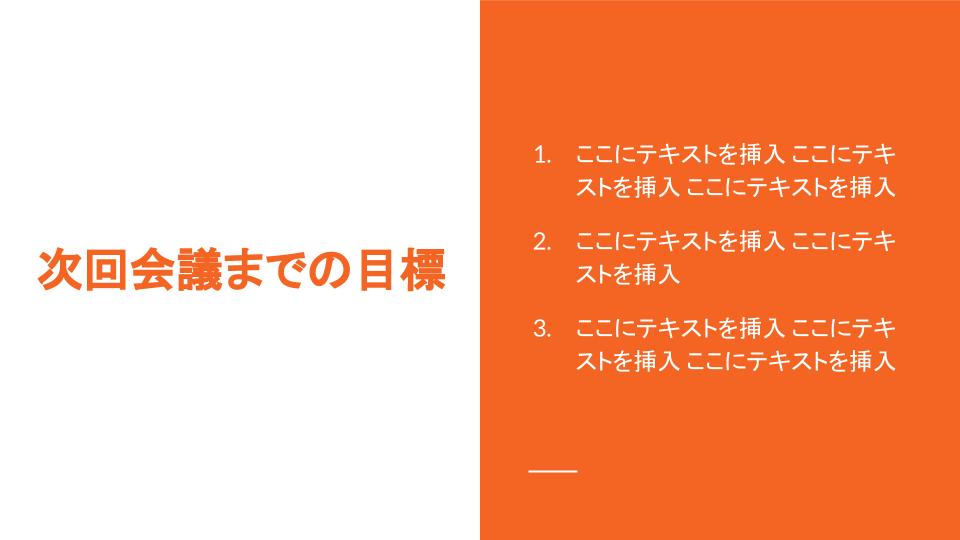 次回会議までの目標
1. ここにテキストを挿入 ここにテキ
ストを挿入 ここにテキストを挿入
2. ここにテキストを挿入 ここにテキ
ストを挿入
3. ここにテキストを挿入 ここにテキ
ストを挿入 ここにテキストを挿入